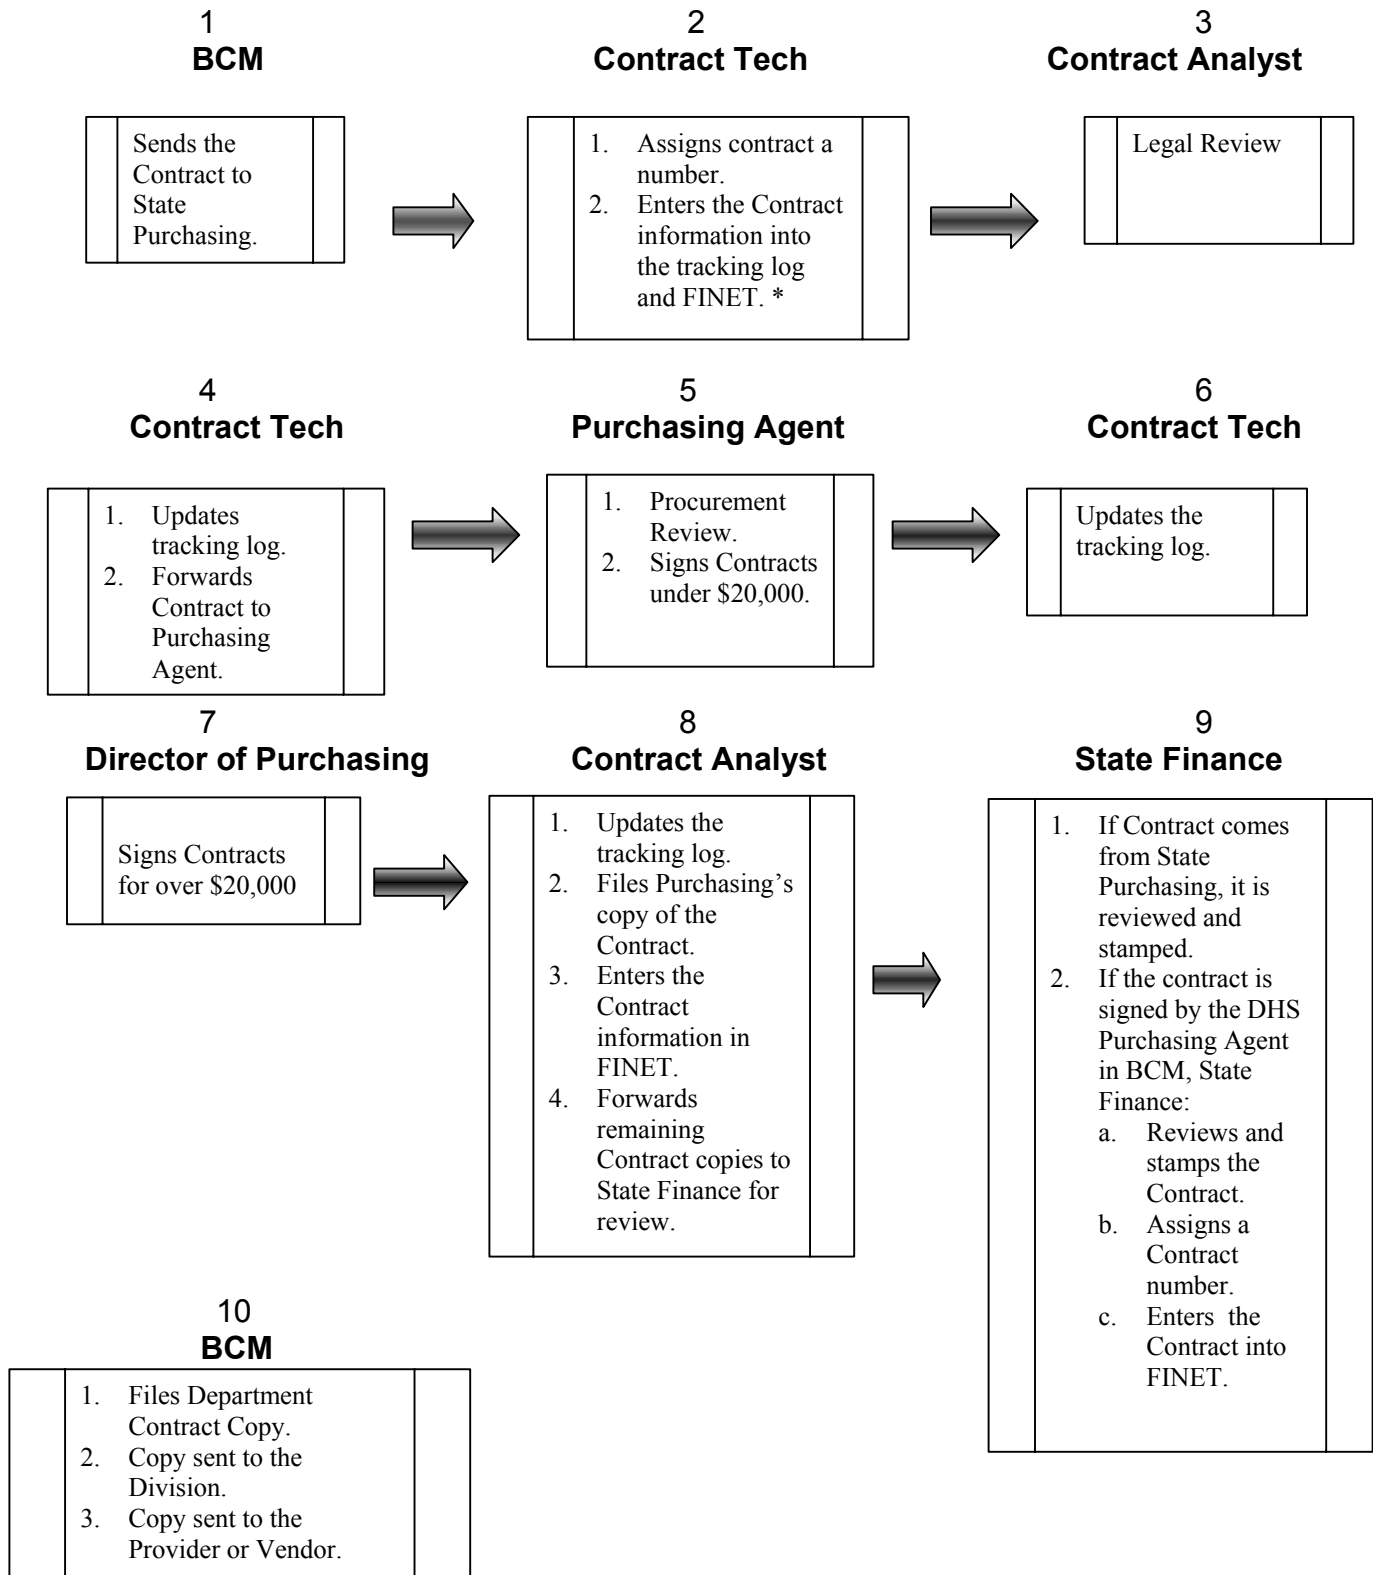 1
BCM
Sends the
Contract to
State
Purchasing.
2
Contract Tech
1. Assigns contract a
number.
2. Enters the Contract
information into
the tracking log
and FINET. *
3
Contract Analyst
Legal Review
4
Contract Tech
1. Updates
tracking log.
2. Forwards
Contract to
Purchasing
Agent.
5
Purchasing Agent
1. Procurement
Review.
2. Signs Contracts
under $20,000.
6
Contract Tech
Updates the
tracking log.
7
Director of Purchasing
Signs Contracts
for over $20,000
8
Contract Analyst
1. Updates the
tracking log.
2. Files Purchasing’s
copy of the
Contract.
3. Enters the
Contract
information in
FINET.
4. Forwards
remaining
Contract copies to
State Finance for
review.
9
State Finance
1. If Contract comes
from State
Purchasing, it is
reviewed and
stamped.
2. If the contract is
signed by the DHS
Purchasing Agent
in BCM, State
Finance:
a. Reviews and
stamps the
Contract.
b. Assigns a
Contract
number.
c. Enters the
Contract into
FINET.
10
BCM
1. Files Department
Contract Copy.
2. Copy sent to the
Division.
3. Copy sent to the
Provider or Vendor.